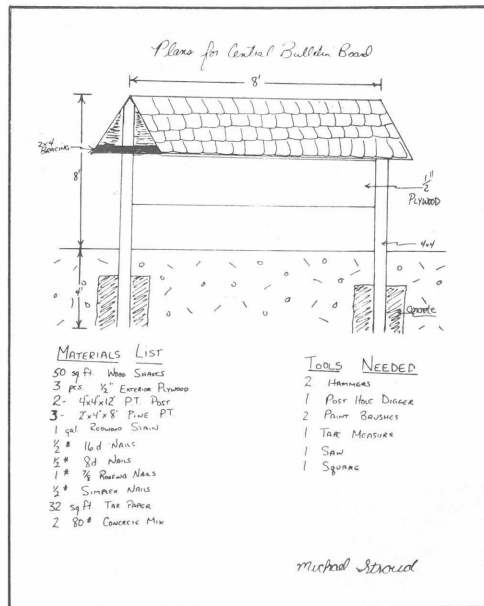 Plans for Central Bulletin Board
8'
2x4
BRACING
8'
1/2"
PLYWOOD
4x4
4'
Concrete
MATERIALS LIST
50 sq ft. WOOD SHAKES
3 pcs 1/2" EXTERIOR PLYWOOD
2- 4x4x12' P.T. POST
3- 2x4x8' PINE P.T.
1 gal REDWOOD STAIN
1/2 # 16d NAILS
1/2 # 8d NAILS
1 # 7/8 ROOFING NAILS
1/2 # SIMPLEX NAILS
32 sq.ft. TAR PAPER
2 80# CONCRETE MIX
TOOLS NEEDED
2 HAMMERS
1 POST HOLE DIGGER
2 PAINT BRUSHES
1 TAPE MEASURE
1 SAW
1 SQUARE
Michael Stroud